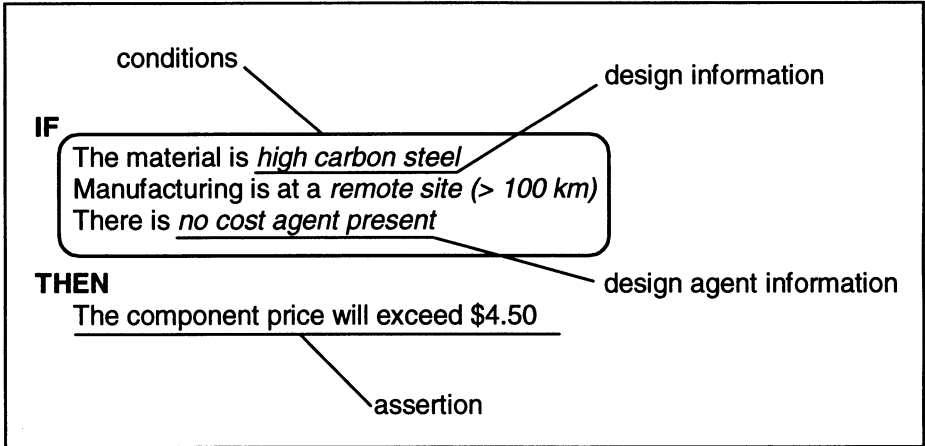 conditions
design information
IF
The material is high carbon steel
Manufacturing is at a remote site (> 100 km)
There is no cost agent present
THEN
design agent information
The component price will exceed $4.50
assertion